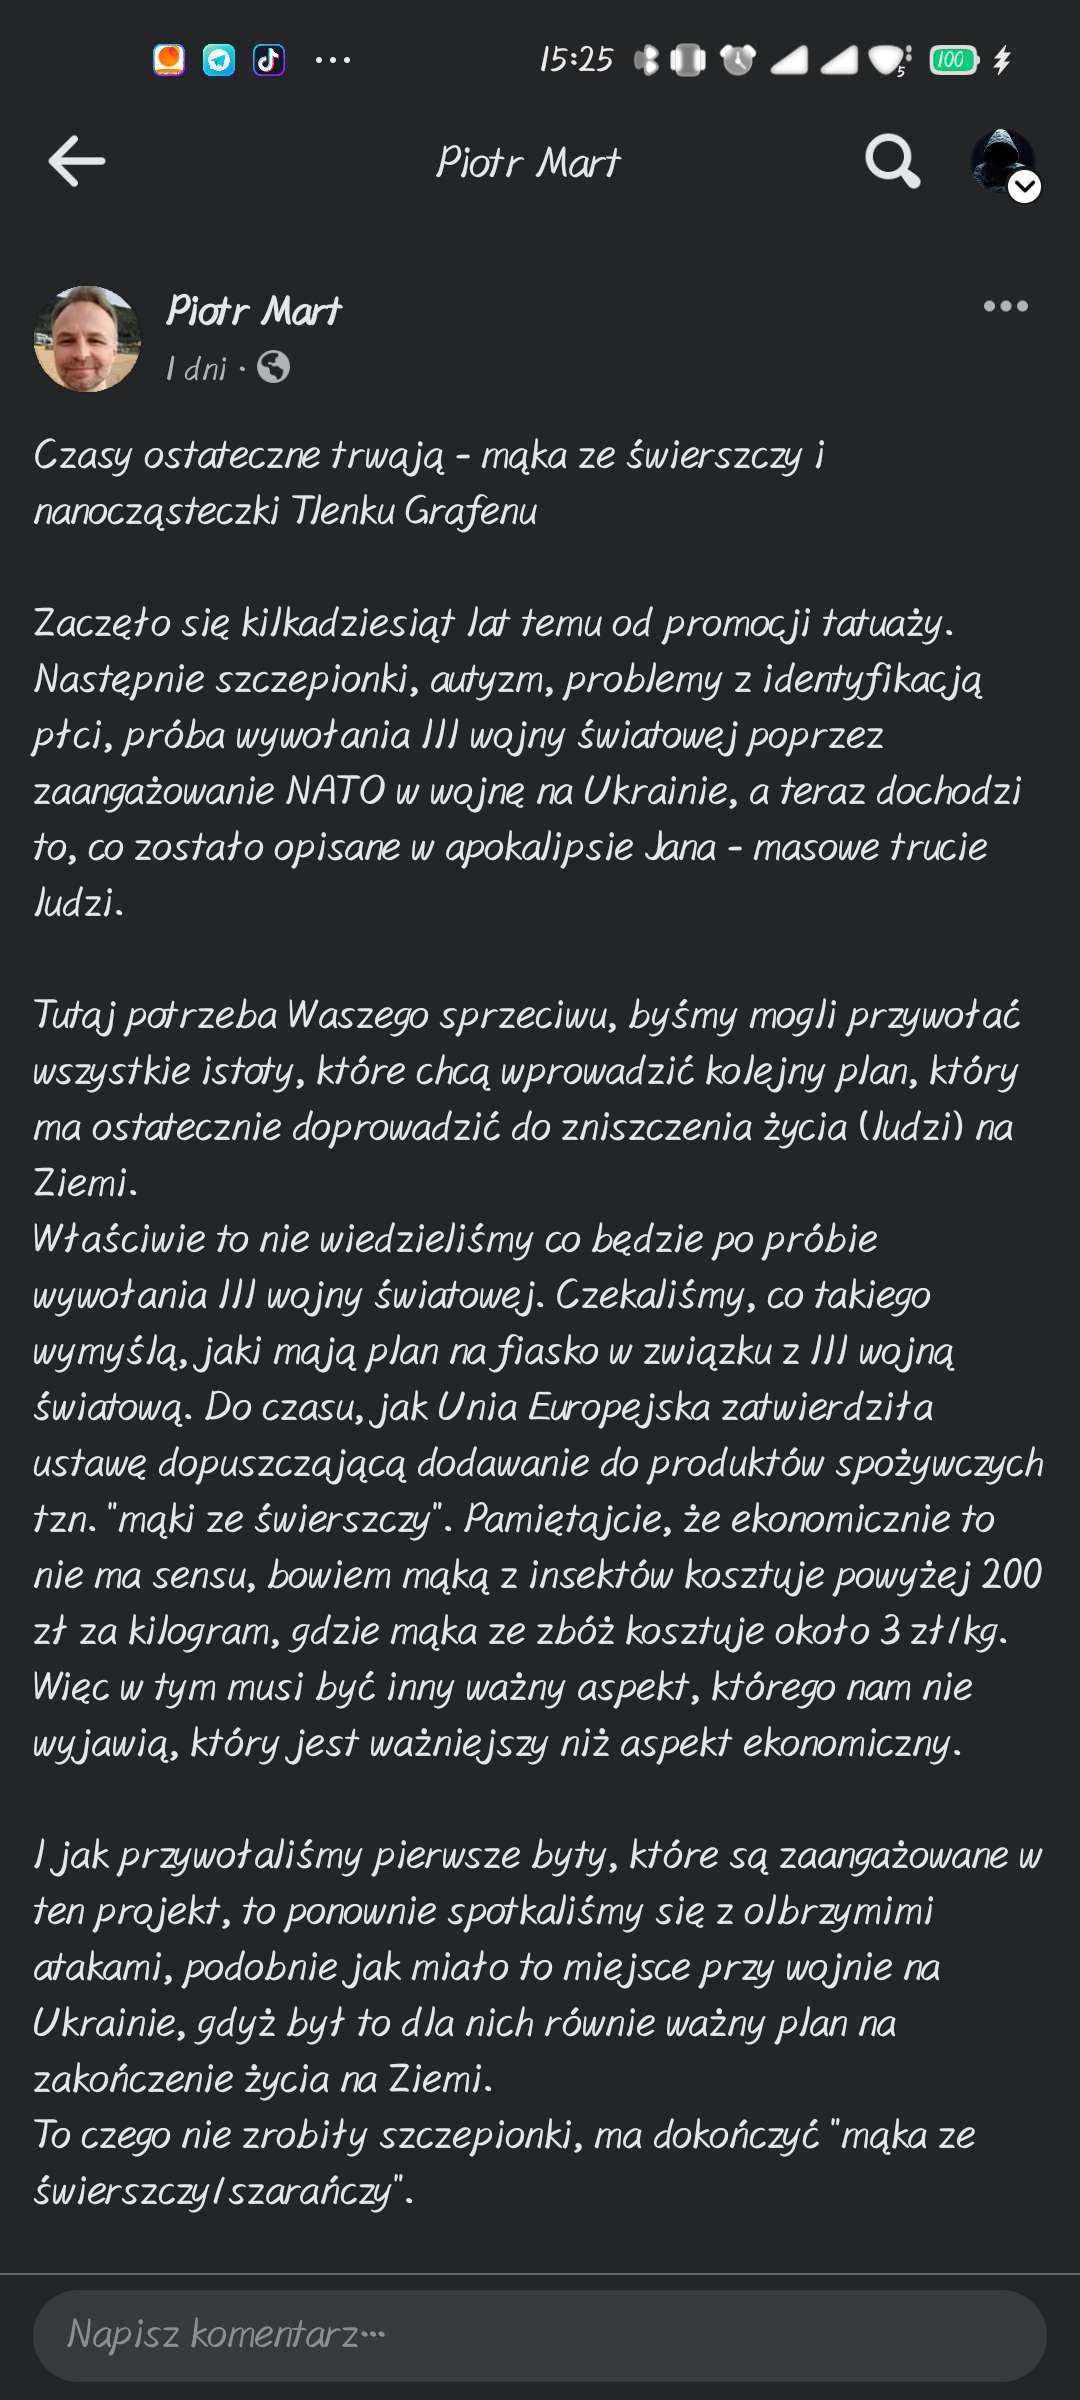 15:25
5
100
Piotr Mart
Piotr Mart
1 dni ·
Czasy ostateczne trwają - mąka ze świerszczy i
nanocząsteczki Tlenku Grafenu
Zaczęło się kilkadziesiąt lat temu od promocji tatuaży.
Następnie szczepionki, autyzm, problemy z identyfikacją
płci, próba wywołania III wojny światowej poprzez
zaangażowanie NATO w wojnę na Ukrainie, a teraz dochodzi
to, co zostało opisane w apokalipsie Jana - masowe trucie
ludzi.
Tutaj potrzeba Waszego sprzeciwu, byśmy mogli przywołać
wszystkie istoty, które chcą wprowadzić kolejny plan, który
ma ostatecznie doprowadzić do zniszczenia życia (ludzi) na
Ziemi.
Właściwie to nie wiedzieliśmy co będzie po próbie
wywołania III wojny światowej. Czekaliśmy, co takiego
wymyślą, jaki mają plan na fiasko w związku z III wojną
światową. Do czasu, jak Unia Europejska zatwierdziła
ustawę dopuszczającą dodawanie do produktów spożywczych
tzn. "mąki ze świerszczy". Pamiętajcie, że ekonomicznie to
nie ma sensu, bowiem mąką z insektów kosztuje powyżej 200
zł za kilogram, gdzie mąka ze zbóż kosztuje około 3 zł/kg.
Więc w tym musi być inny ważny aspekt, którego nam nie
wyjawią, który jest ważniejszy niż aspekt ekonomiczny.
I jak przywołaliśmy pierwsze byty, które są zaangażowane w
ten projekt, to ponownie spotkaliśmy się z olbrzymimi
atakami, podobnie jak miało to miejsce przy wojnie na
Ukrainie, gdyż był to dla nich równie ważny plan na
zakończenie życia na Ziemi.
To czego nie zrobiły szczepionki, ma dokończyć "mąka ze
świerszczy/szarańczy".
Napisz komentarz...